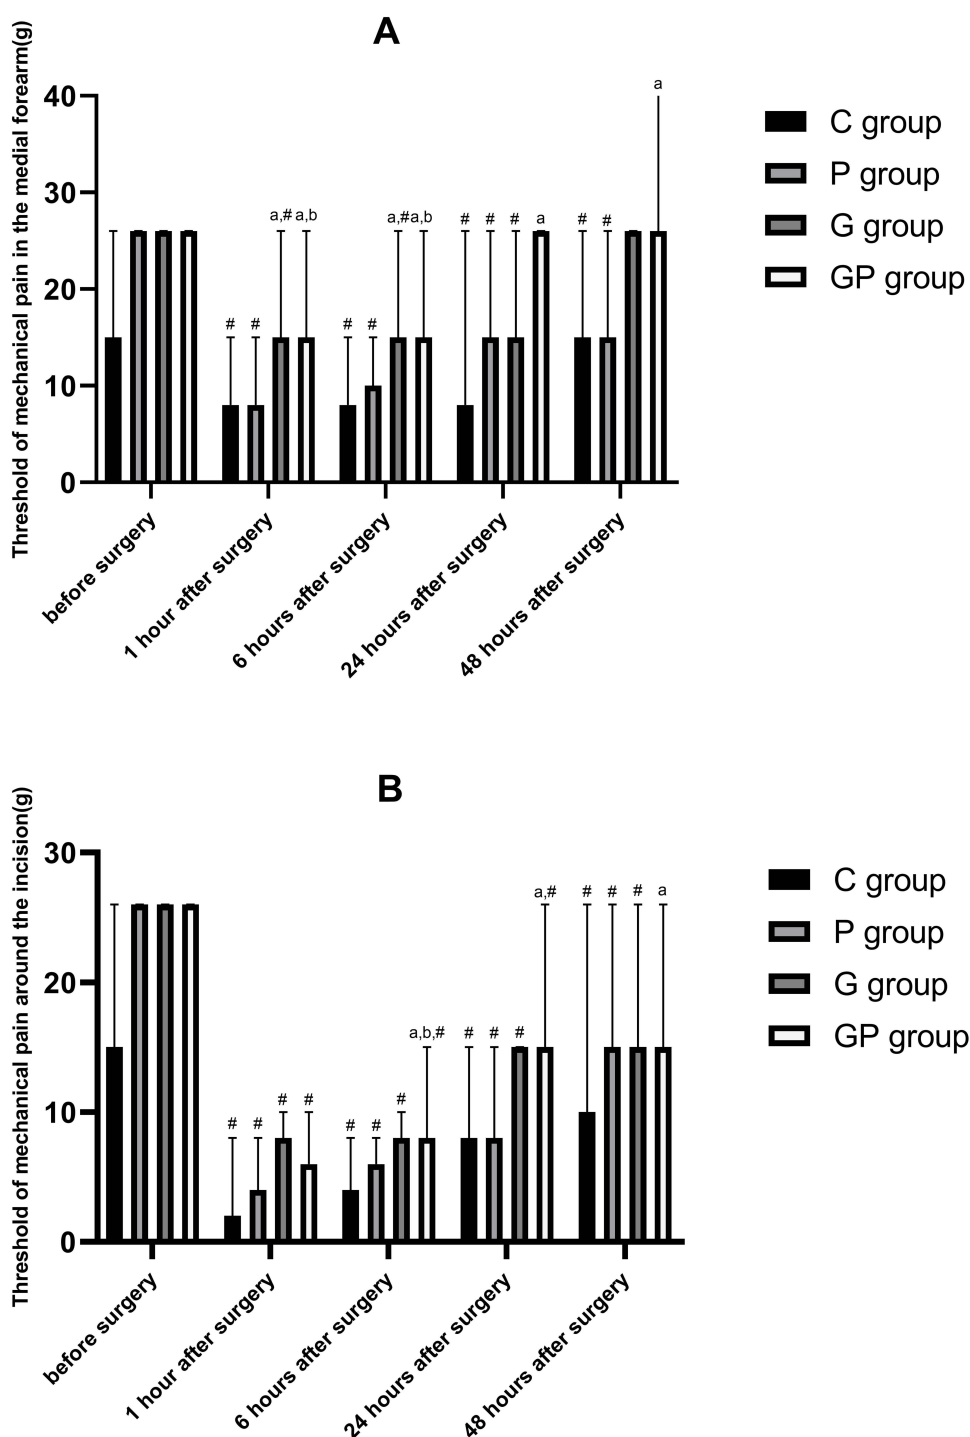 A
Threshold of mechanical pain in the medial forearm(g)
40
30
20
10
0
# # a,# a,b
# # a,# a,b
# # # a
# # a
before surgery
1 hour after surgery
6 hours after surgery
24 hours after surgery
48 hours after surgery
C group
P group
G group
GP group
B
Threshold of mechanical pain around the incision(g)
30
20
10
0
# # # #
# # # a,b,#
# # # a,#
# # # a
before surgery
1 hour after surgery
6 hours after surgery
24 hours after surgery
48 hours after surgery
C group
P group
G group
GP group